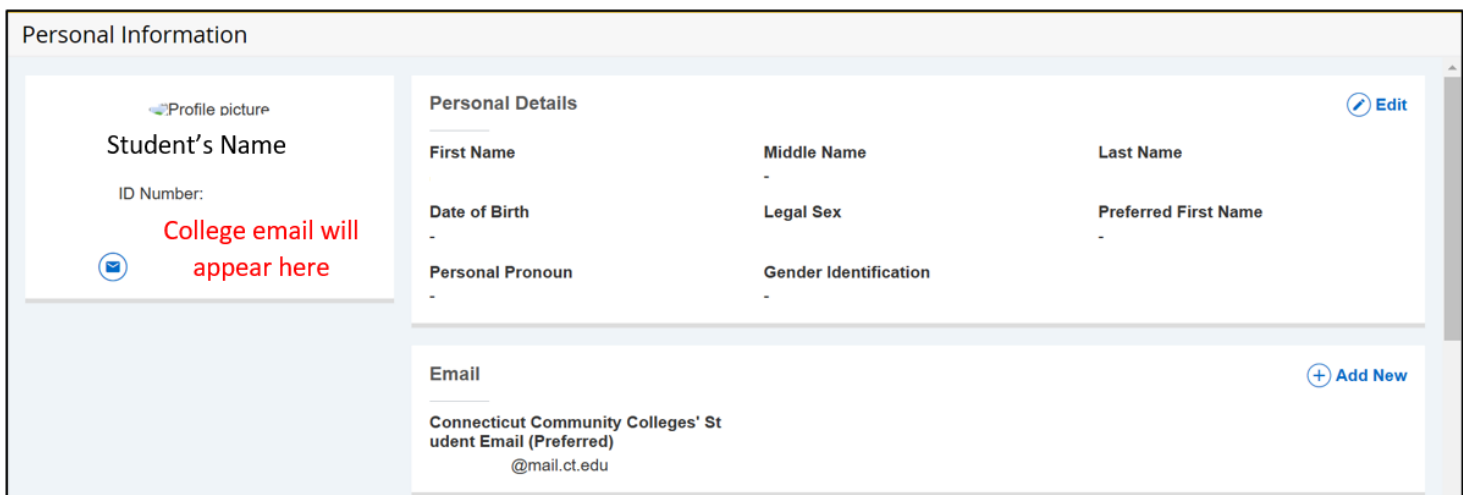 Personal Information
Profile picture
Student's Name
ID Number:
College email will
appear here
Personal Details
Edit
First Name
Middle Name
Last Name
-
Date of Birth
Legal Sex
Preferred First Name
-
-
Personal Pronoun
Gender Identification
-
-
Email
Add New
Connecticut Community Colleges' St
udent Email (Preferred)
@mail.ct.edu